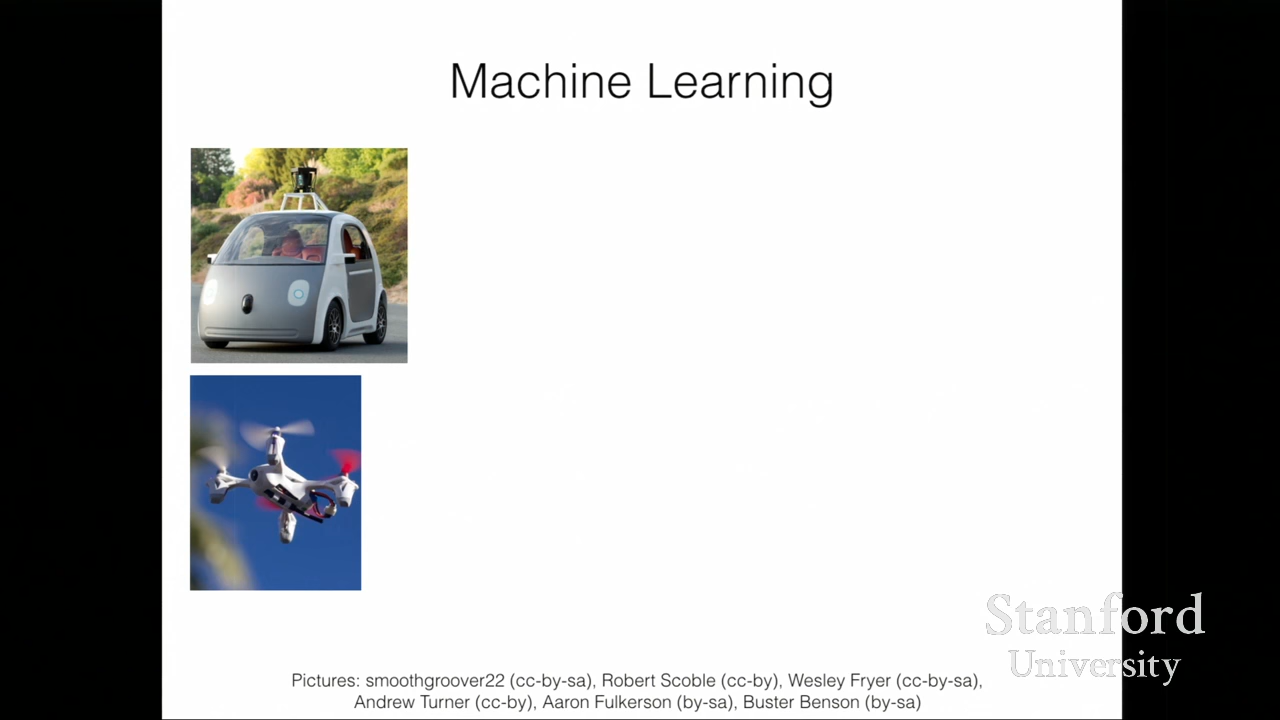 Machine Learning
Stanford
University
Pictures: smoothgroover22 (cc-by-sa), Robert Scoble (cc-by), Wesley Fryer (cc-by-sa),
Andrew Turner (cc-by), Aaron Fulkerson (by-sa), Buster Benson (by-sa)